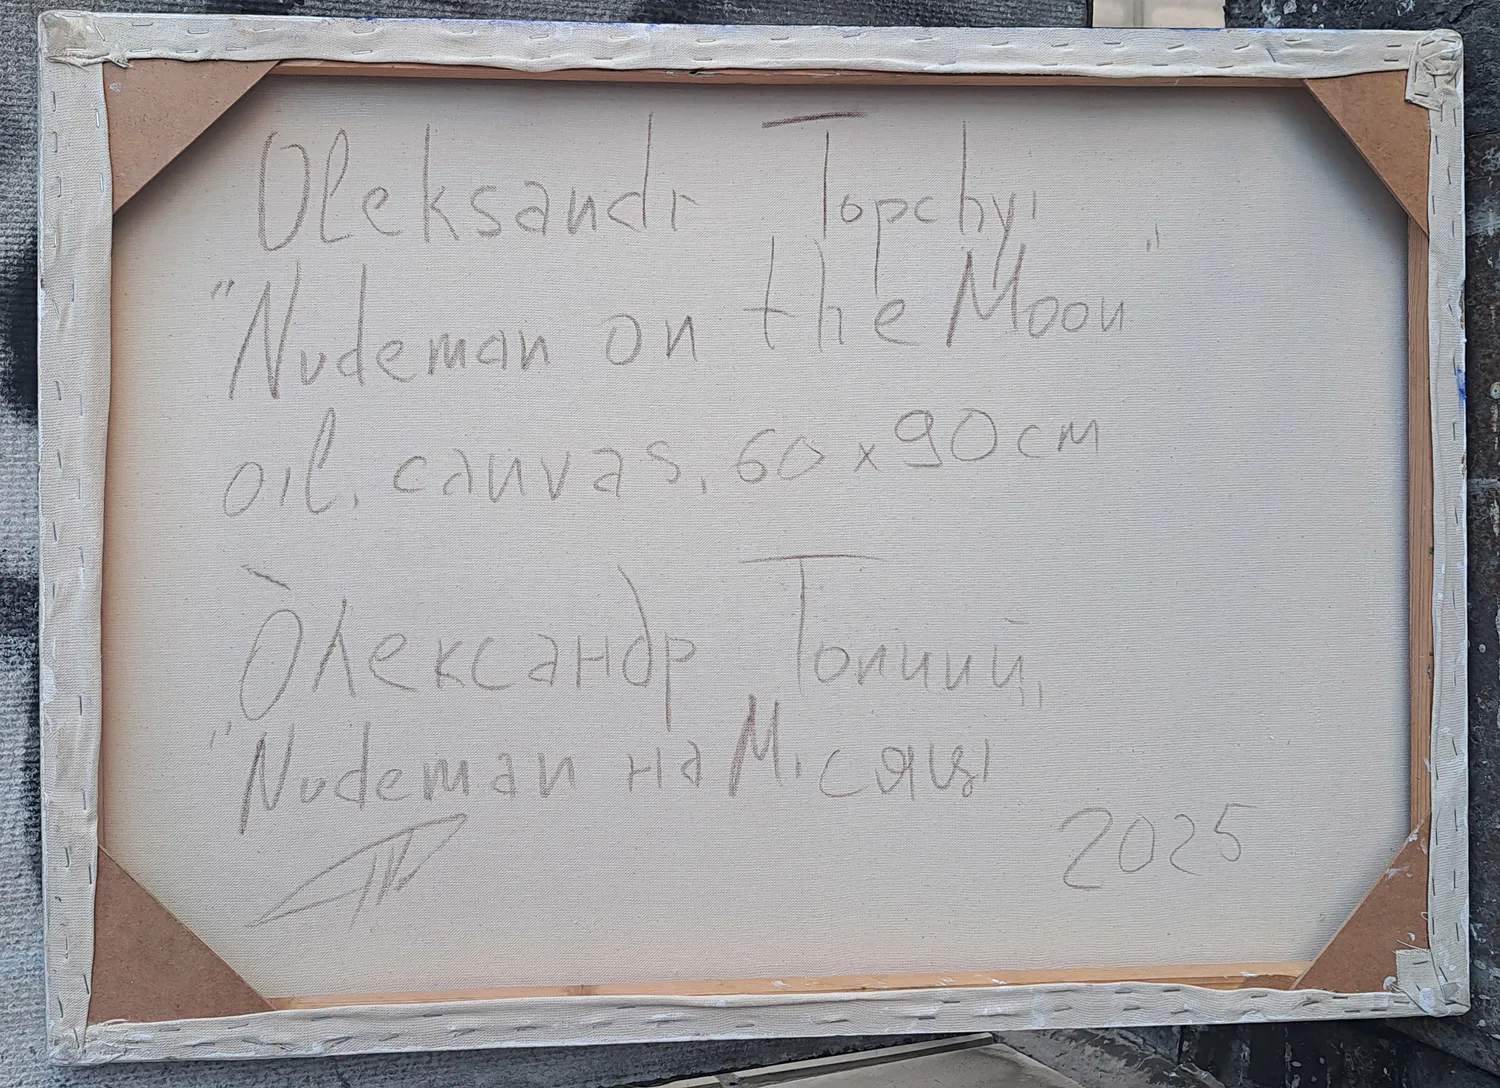 Oleksandr Topchyi
"Nudeman on the Moon"
oil, canvas, 60 x 90 cm
Олександр Топчий,
"Nudeman на Місяці
2025